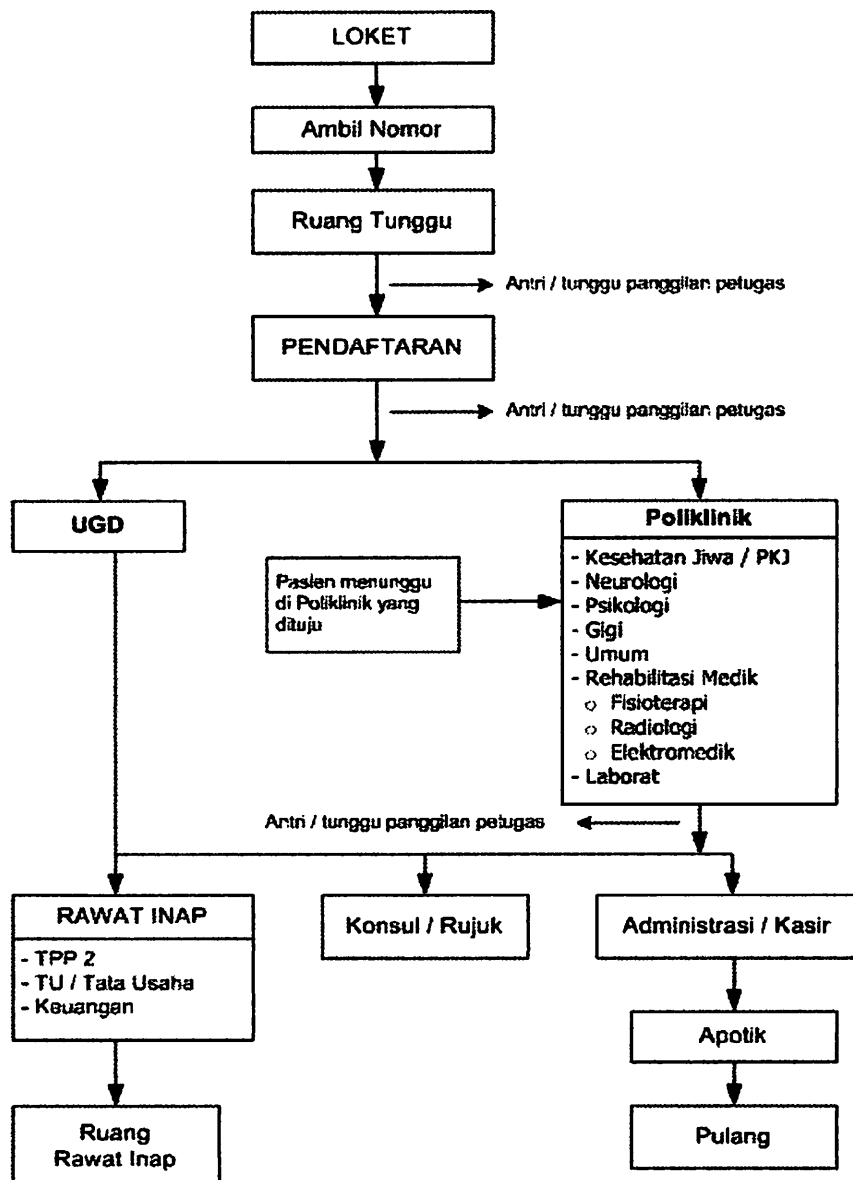 LOKET
Ambil Nomor
Ruang Tunggu
Antri / tunggu panggilan petugas
PENDAFTARAN
Antri / tunggu panggilan petugas
UGD
Poliklinik
- Kesehatan Jiwa / PKJ
- Neurologi
- Psikologi
- Gigi
- Umum
- Rehabilitasi Medik
o Fisioterapi
o Radiologi
o Elektromedik
- Laborat
Pasien menunggu
di Poliklinik yang
dituju
Antri / tunggu panggilan petugas
RAWAT INAP
- TPP 2
- TU / Tata Usaha
- Keuangan
Konsul / Rujuk
Administrasi / Kasir
Apotik
Ruang
Rawat Inap
Pulang